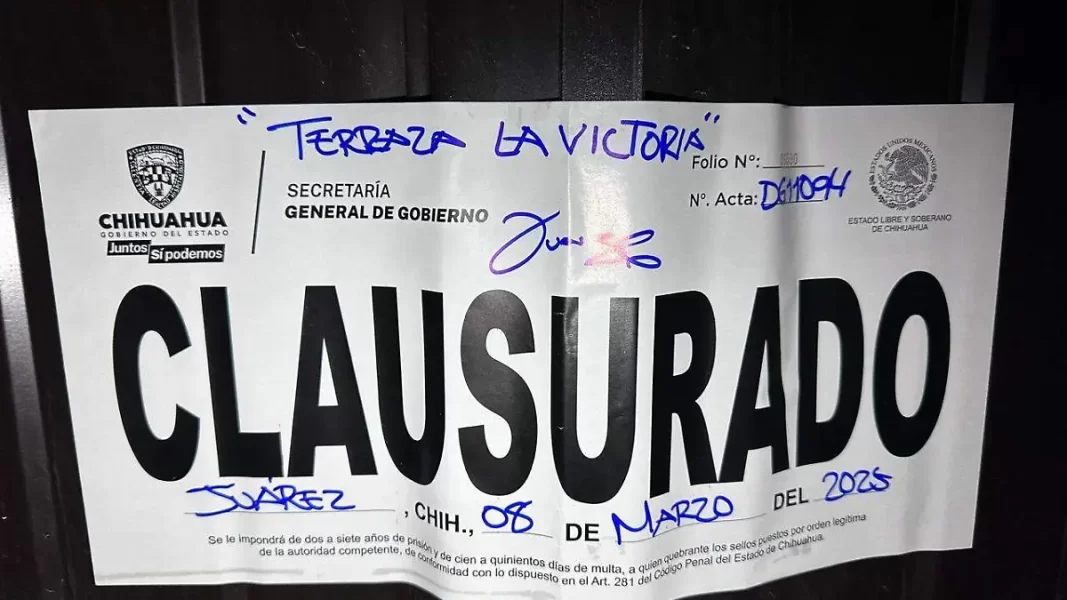 "TERRAZA LA VICTORIA"
Folio Nº:
Nº. Acta: DG1109H
SECRETARÍA
GENERAL DE GOBIERNO
CHIHUAHUA
GOBIERNO DEL ESTADO
Juntos Sí podemos
ESTADOS UNIDOS MEXICANOS
ESTADO LIBRE Y SOBERANO
DE CHIHUAHUA
CLAUSURADO
JUÁREZ, CHIH., 08 DE MARZO DEL 2025
Se le impondrá de dos a siete años de prisión y de cien a quinientos días de multa, a quien quebrante los sellos puestos por orden legítima
de la autoridad competente, de conformidad con lo dispuesto en el Art. 281 del Código Penal del Estado de Chihuahua.